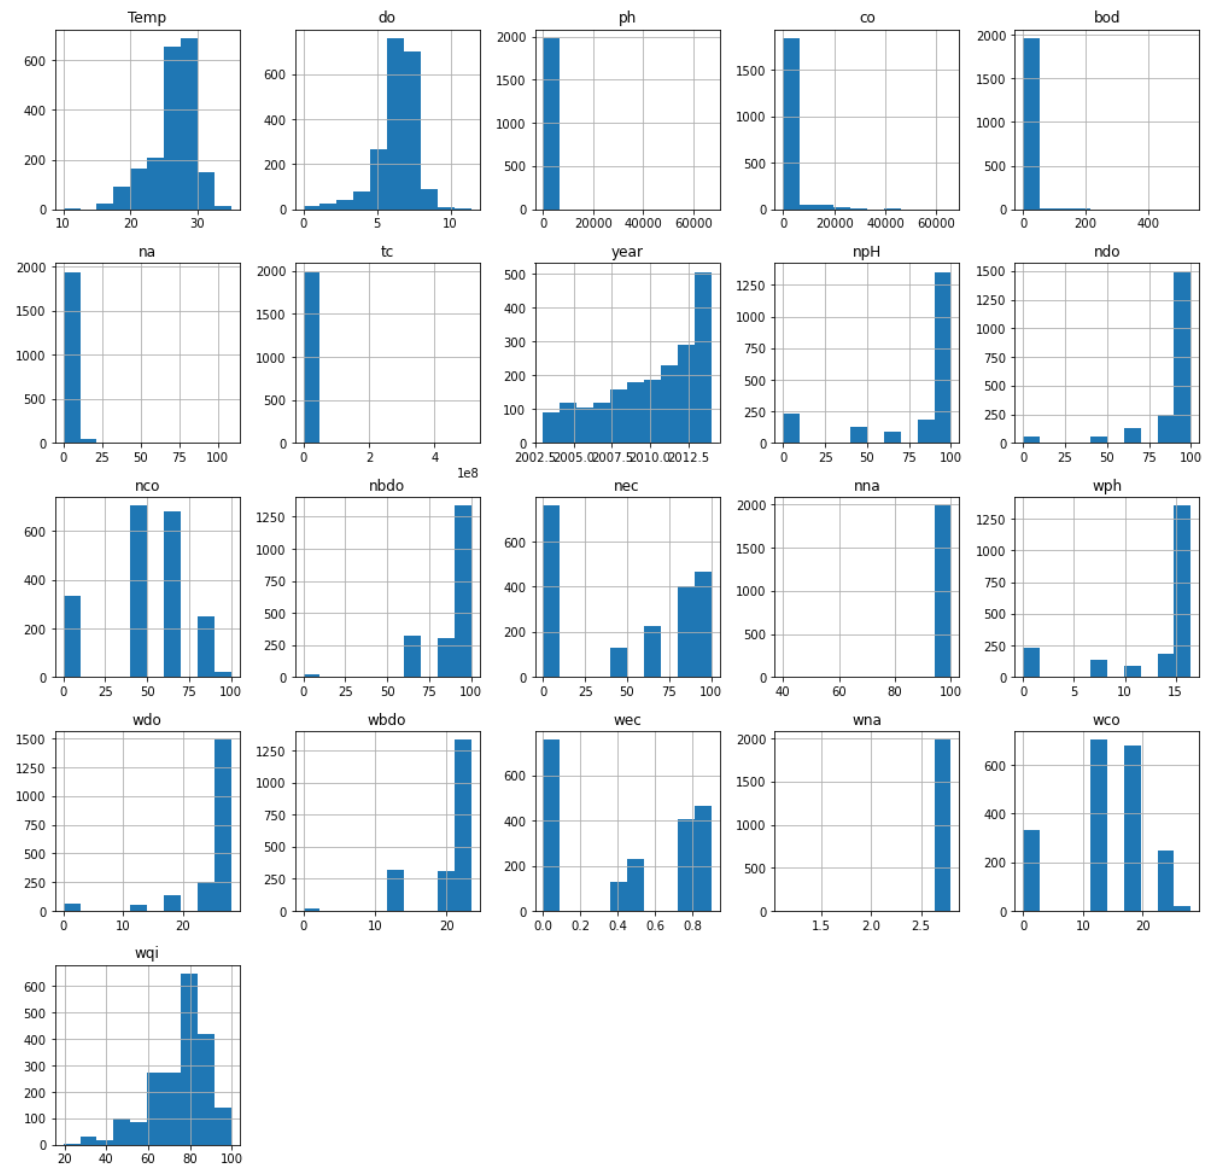 Temp do ph co bod
600 400 200 0 10 20 30
600 400 200 0 0 5 10
2000 1500 1000 500 0 0 20000 40000 60000
1500 1000 500 0 0 20000 40000 60000
2000 1500 1000 500 0 0 200 400
na tc year npH ndo
2000 1500 1000 500 0 0 25 50 75 100
2000 1500 1000 500 0 0 2 4 1e8
500 400 300 200 100 0 2002.5 2005.0 2007.5 2010.0 2012.5
1250 1000 750 500 250 0 0 25 50 75 100
1500 1250 1000 750 500 250 0 0 25 50 75 100
nco nbdo nec nna wph
600 400 200 0 0 25 50 75 100
1250 1000 750 500 250 0 0 25 50 75 100
600 400 200 0 0 25 50 75 100
2000 1500 1000 500 0 40 60 80 100
1250 1000 750 500 250 0 0 5 10 15
wdo wbdo wec wna wco
1500 1250 1000 750 500 250 0 0 10 20
1250 1000 750 500 250 0 0 10 20
600 400 200 0 0.0 0.2 0.4 0.6 0.8
2000 1500 1000 500 0 1.5 2.0 2.5
600 400 200 0 0 10 20
wqi
600 500 400 300 200 100 0 20 40 60 80 100